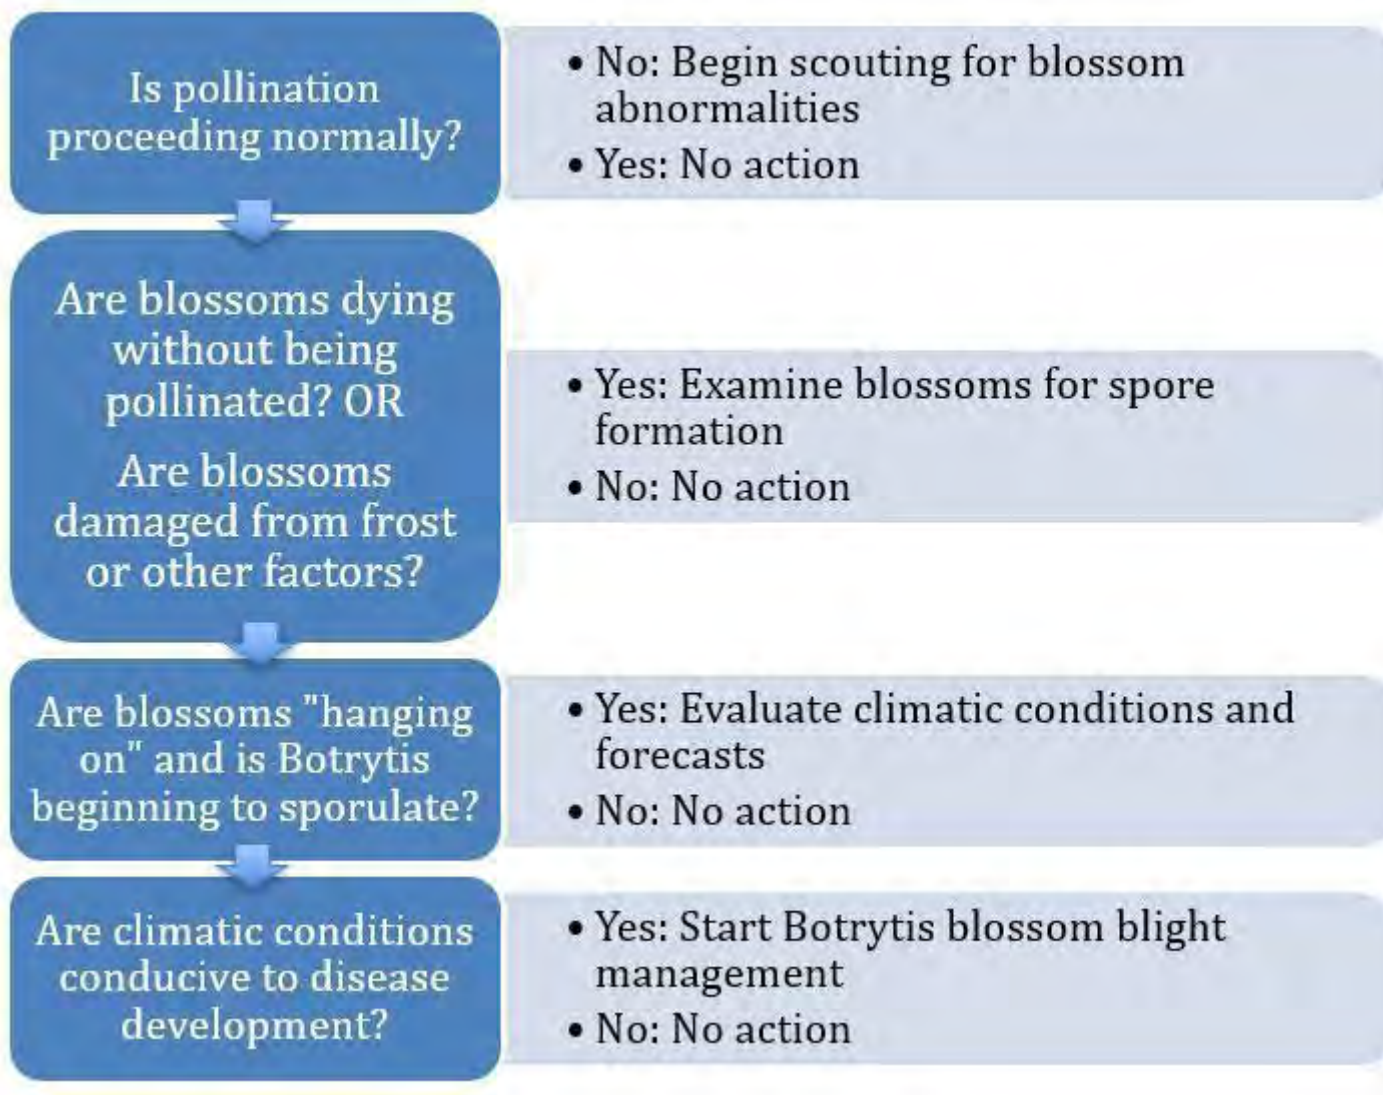 Is pollination
proceeding normally?
• No: Begin scouting for blossom
abnormalities
• Yes: No action
Are blossoms dying
without being
pollinated? OR
Are blossoms
damaged from frost
or other factors?
• Yes: Examine blossoms for spore
formation
• No: No action
Are blossoms "hanging
on" and is Botrytis
beginning to sporulate?
• Yes: Evaluate climatic conditions and
forecasts
• No: No action
Are climatic conditions
conducive to disease
development?
• Yes: Start Botrytis blossom blight
management
• No: No action